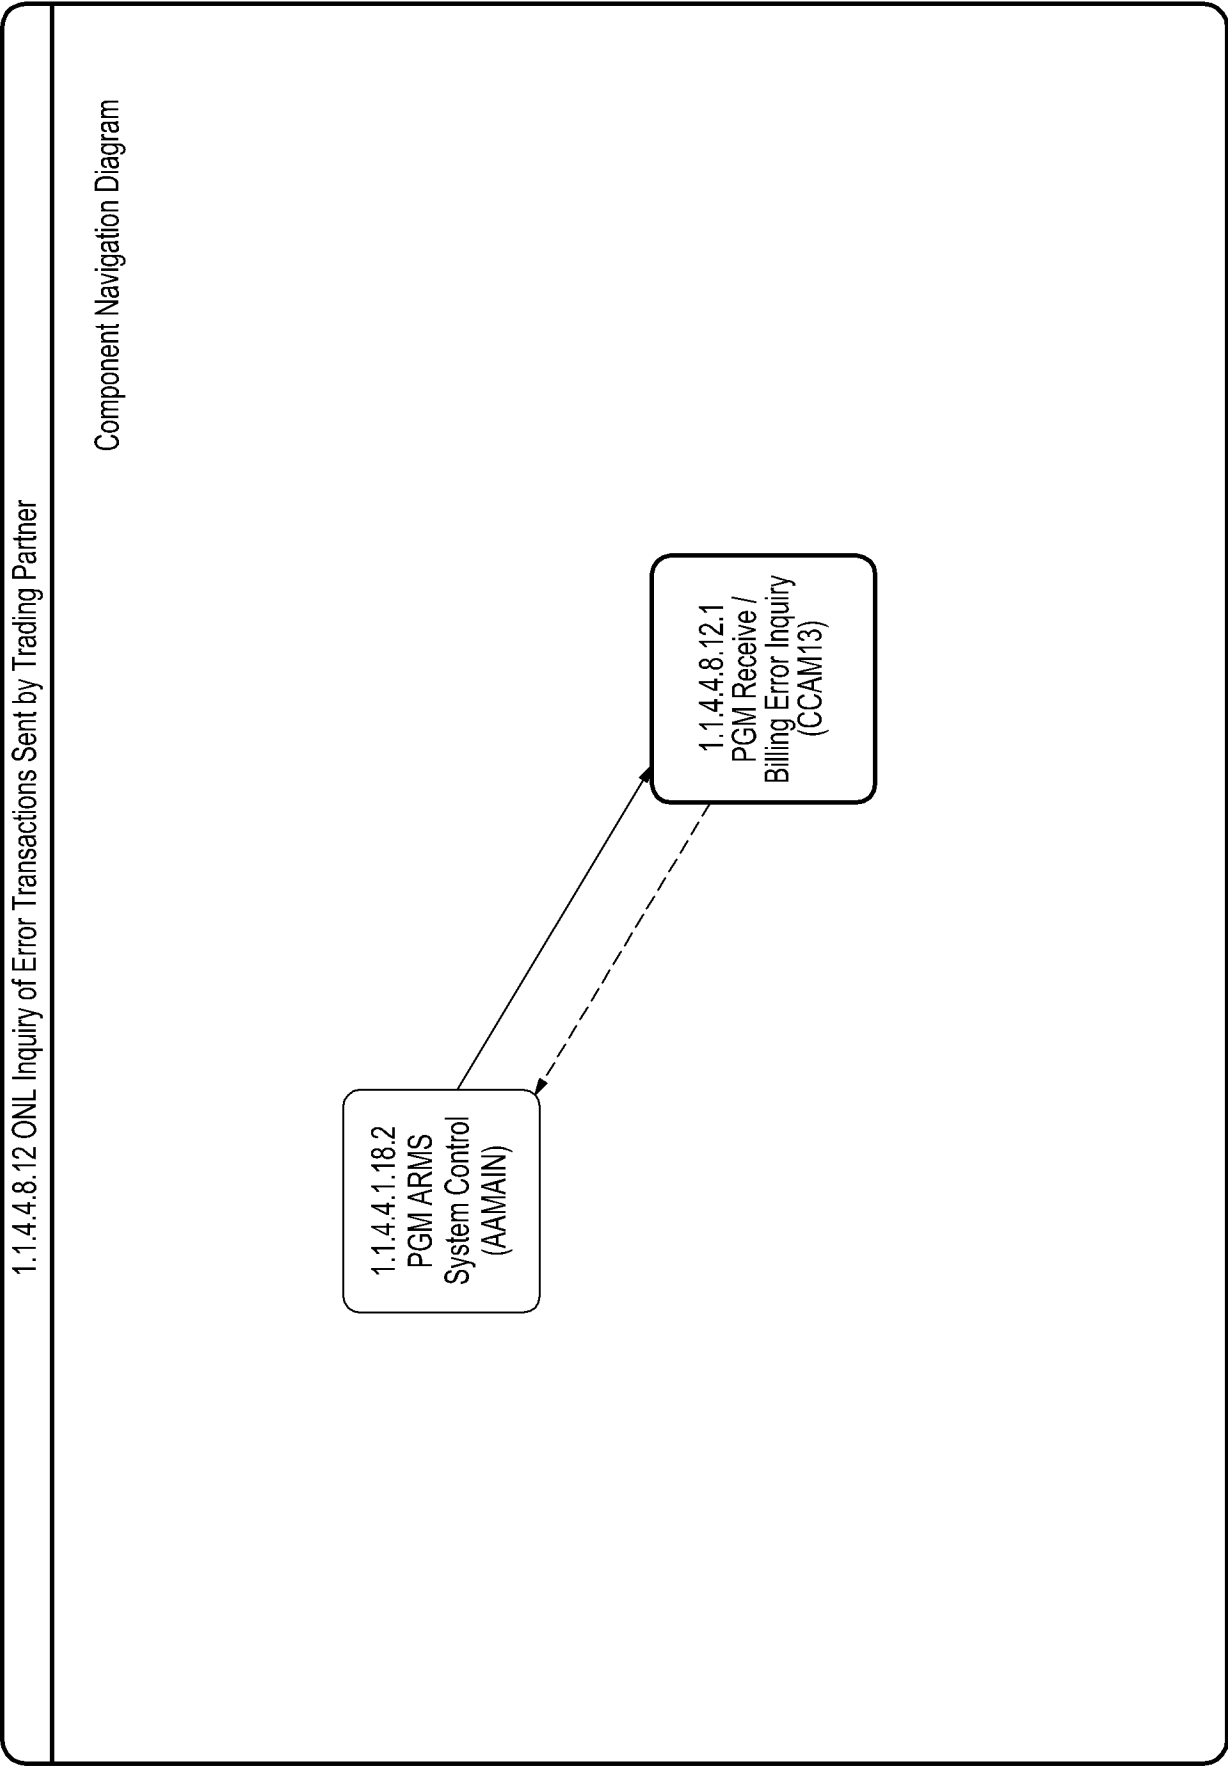 1.1.4.4.8.12 ONL Inquiry of Error Transactions Sent by Trading Partner
Component Navigation Diagram
1.1.4.4.1.18.2
PGM ARMS
System Control
(AAMAIN)
1.1.4.4.8.12.1
PGM Receive /
Billing Error Inquiry
(CCAM13)